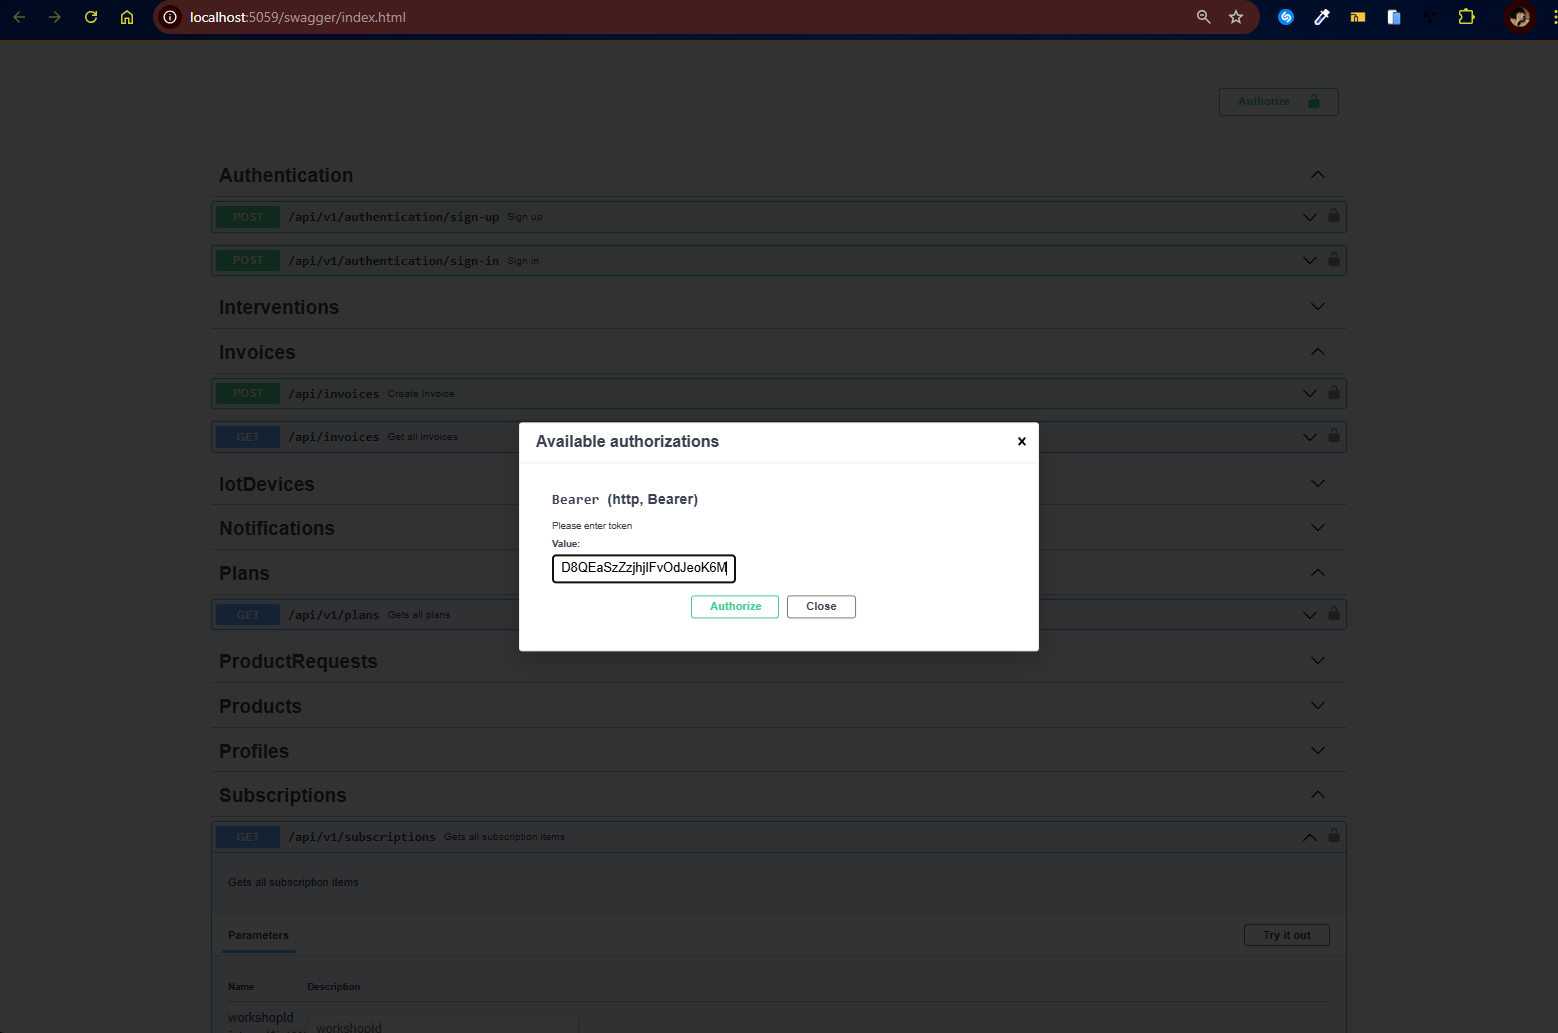 localhost:5059/swagger/index.html
Authorize
Authentication
POST /api/v1/authentication/sign-up Sign up
POST /api/v1/authentication/sign-in Sign in
Interventions
Invoices
POST /api/invoices Create Invoice
GET /api/invoices Get all invoices
Available authorizations
Bearer (http, Bearer)
Please enter token
Value:
D8QEaSzZzjhjIFvOdJeoK6M
Authorize Close
IotDevices
Notifications
Plans
GET /api/v1/plans Gets all plans
ProductRequests
Products
Profiles
Subscriptions
GET /api/v1/subscriptions Gets all subscription items
Gets all subscription items
Parameters Try it out
Name Description
workshopId workshopId